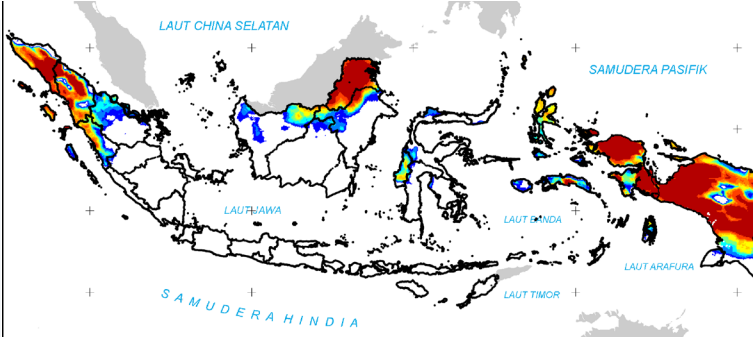 LAUT CHINA SELATAN
SAMUDERA PASIFIK
LAUT JAWA
LAUT BANDA
LAUT ARAFURA
LAUT TIMOR
SAMUDERA HINDIA